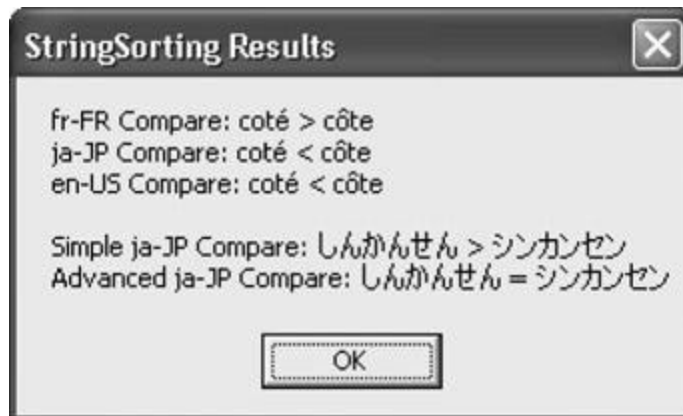 StringSorting Results
fr-FR Compare: coté > côte
ja-JP Compare: coté < côte
en-US Compare: coté < côte
Simple ja-JP Compare: しんかんせん > シンカンセン
Advanced ja-JP Compare: しんかんせん = シンカンセン
OK